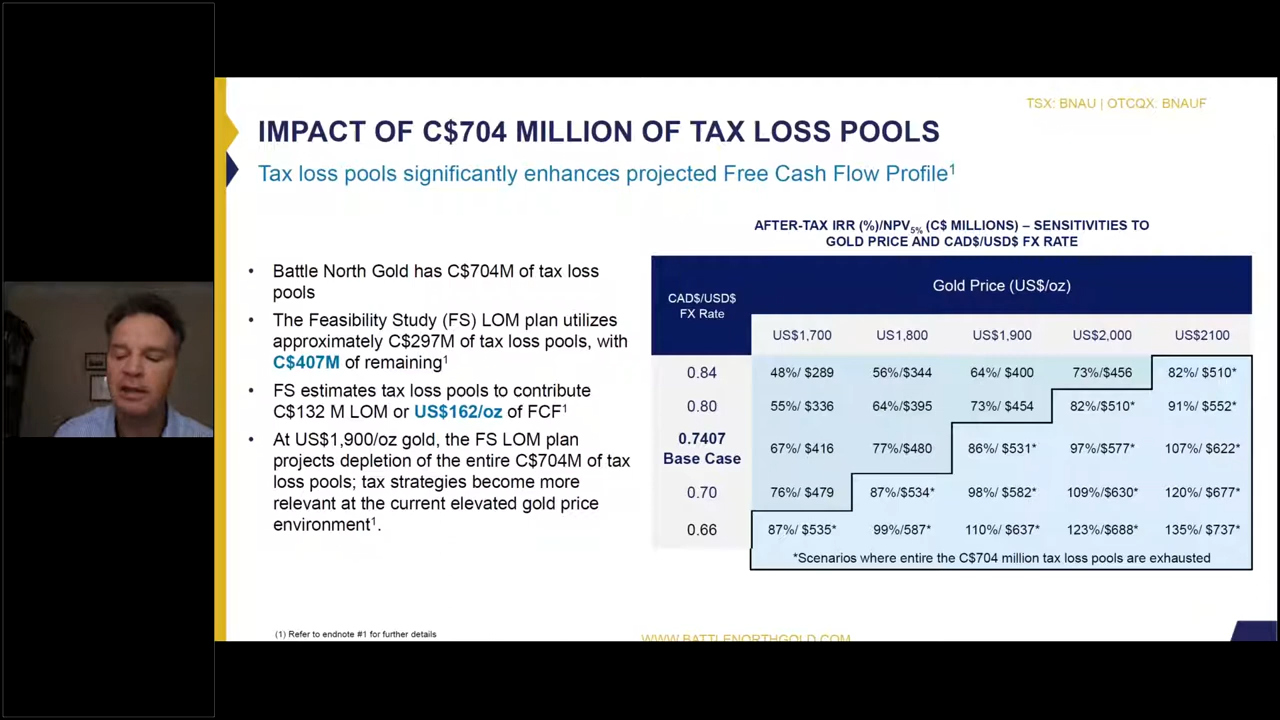 TSX: BNAU | OTCQX: BNAUF
IMPACT OF C$704 MILLION OF TAX LOSS POOLS
Tax loss pools significantly enhances projected Free Cash Flow Profile1
• Battle North Gold has C$704M of tax loss
pools
• The Feasibility Study (FS) LOM plan utilizes
approximately C$297M of tax loss pools, with
C$407M of remaining1
• FS estimates tax loss pools to contribute
C$132 M LOM or US$162/oz of FCF1
• At US$1,900/oz gold, the FS LOM plan
projects depletion of the entire C$704M of tax
loss pools; tax strategies become more
relevant at the current elevated gold price
environment1.
AFTER-TAX IRR (%)/NPV5% (C$ MILLIONS) – SENSITIVITIES TO
GOLD PRICE AND CAD$/USD$ FX RATE
CAD$/USD$
FX Rate
Gold Price (US$/oz)
US$1,700 US1,800 US$1,900 US$2,000 US$2100
0.84 48%/ $289 56%/$344 64%/ $400 73%/$456 82%/ $510*
0.80 55%/ $336 64%/$395 73%/ $454 82%/$510* 91%/ $552*
0.7407
Base Case
67%/ $416 77%/$480 86%/ $531* 97%/$577* 107%/ $622*
0.70 76%/ $479 87%/$534* 98%/ $582* 109%/$630* 120%/ $677*
0.66 87%/ $535* 99%/587* 110%/ $637* 123%/$688* 135%/ $737*
*Scenarios where entire the C$704 million tax loss pools are exhausted
(1) Refer to endnote #1 for further details
WWW.BATTLENORTHGOLD.COM